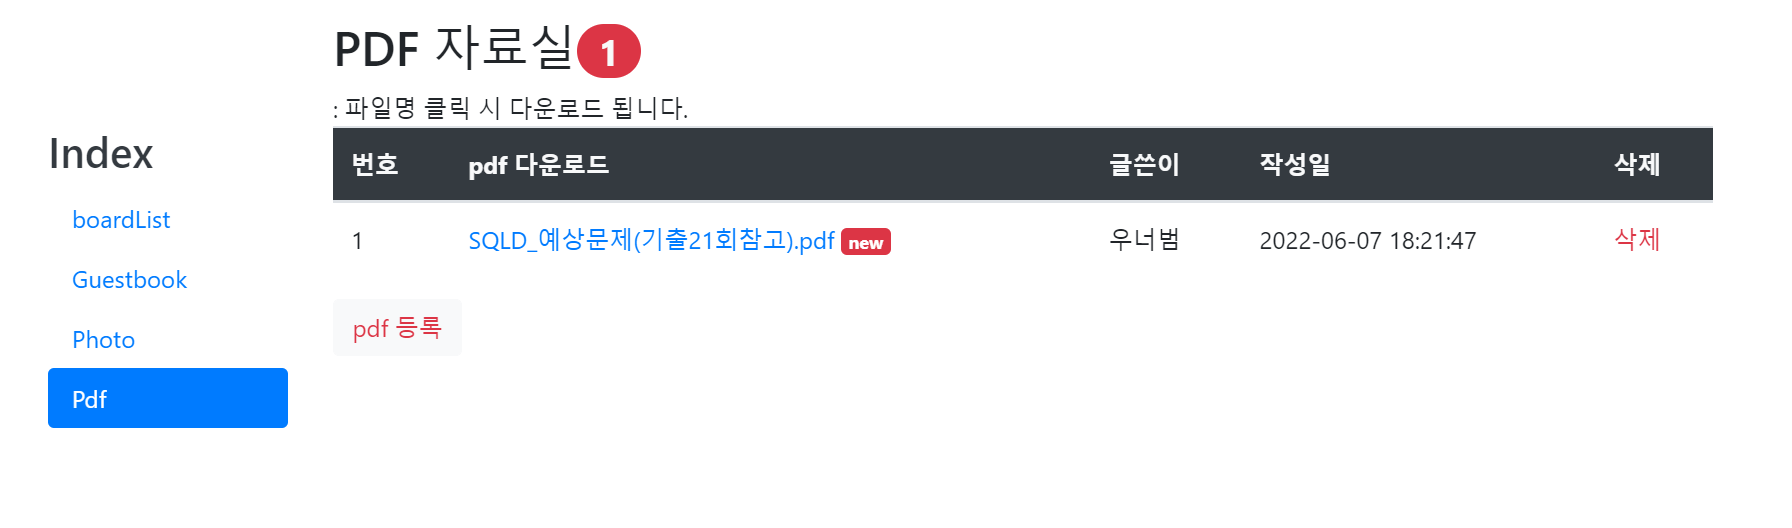 PDF 자료실 1
: 파일명 클릭 시 다운로드 됩니다.
Index
boardList
Guestbook
Photo
Pdf
번호 pdf 다운로드 글쓴이 작성일 삭제
1 SQLD_예상문제(기출21회참고).pdf new 우너범 2022-06-07 18:21:47 삭제
pdf 등록